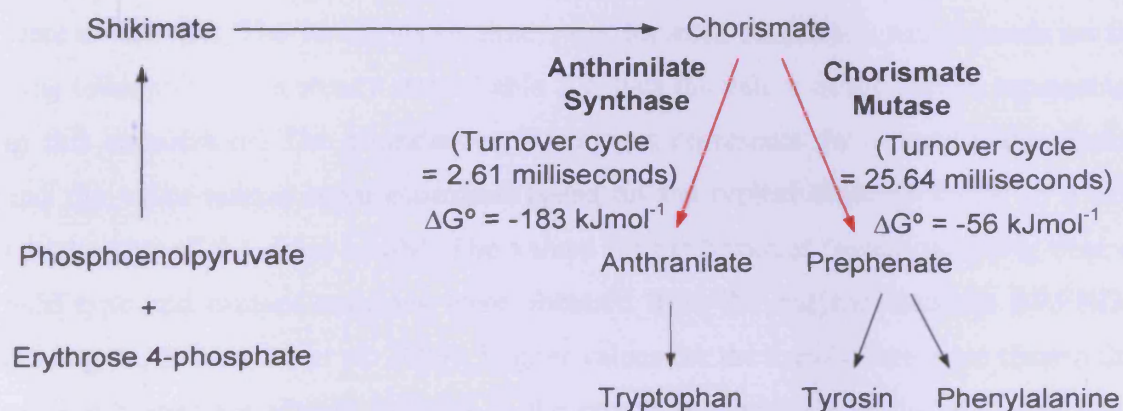 Shikimate
Chorismate
Anthrinilate
Synthase
Chorismate
Mutase
(Turnover cycle
= 2.61 milliseconds)
(Turnover cycle
= 25.64 milliseconds)
ΔGº = -183 kJmol⁻¹
ΔGº = -56 kJmol⁻¹
Phosphoenolpyruvate
Anthranilate
Prephenate
+
Erythrose 4-phosphate
Tryptophan
Tyrosin
Phenylalanine